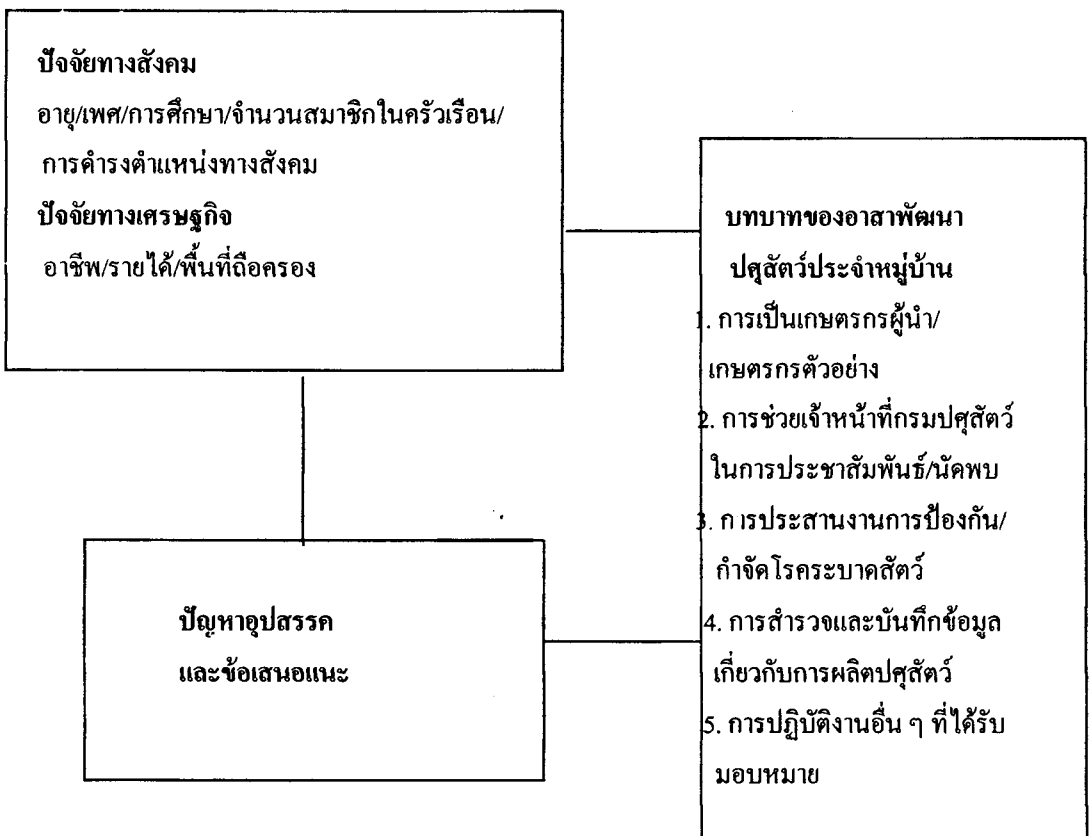 ปัจจัยทางสังคม
อายุ/เพศ/การศึกษา/จำนวนสมาชิกในครัวเรือน/
การดำรงตำแหน่งทางสังคม
ปัจจัยทางเศรษฐกิจ
อาชีพ/รายได้/พื้นที่ถือครอง
บทบาทของอาสาพัฒนา
ปศุสัตว์ประจำหมู่บ้าน
1. การเป็นเกษตรกรผู้นำ/
เกษตรกรตัวอย่าง
2. การช่วยเจ้าหน้าที่กรมปศุสัตว์
ในการประชาสัมพันธ์/นัดพบ
3. การประสานงานการป้องกัน/
กำจัดโรคระบาดสัตว์
4. การสำรวจและบันทึกข้อมูล
เกี่ยวกับการผลิตปศุสัตว์
5. การปฏิบัติงานอื่น ๆ ที่ได้รับ
มอบหมาย
ปัญหาอุปสรรค
และข้อเสนอแนะ